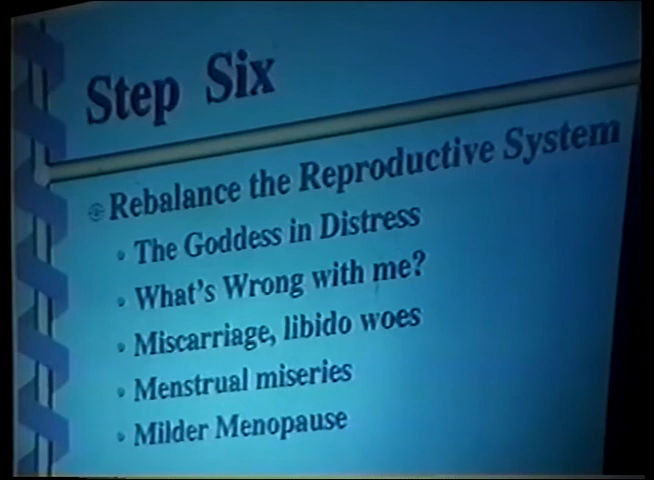 Step Six
Rebalance the Reproductive System
The Goddess in Distress
What's Wrong with me?
Miscarriage, libido woes
Menstrual miseries
Milder Menopause